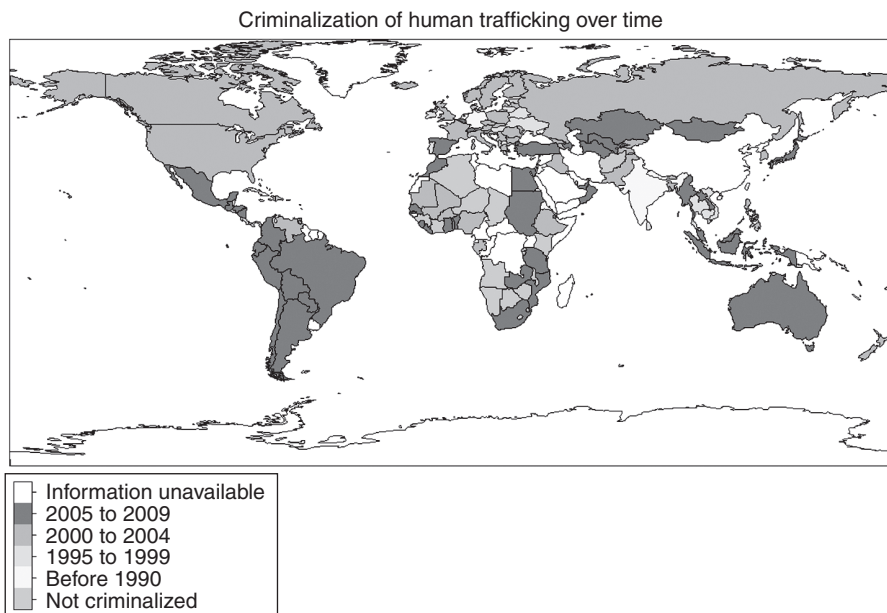 Criminalization of human trafficking over time
Information unavailable
2005 to 2009
2000 to 2004
1995 to 1999
Before 1990
Not criminalized